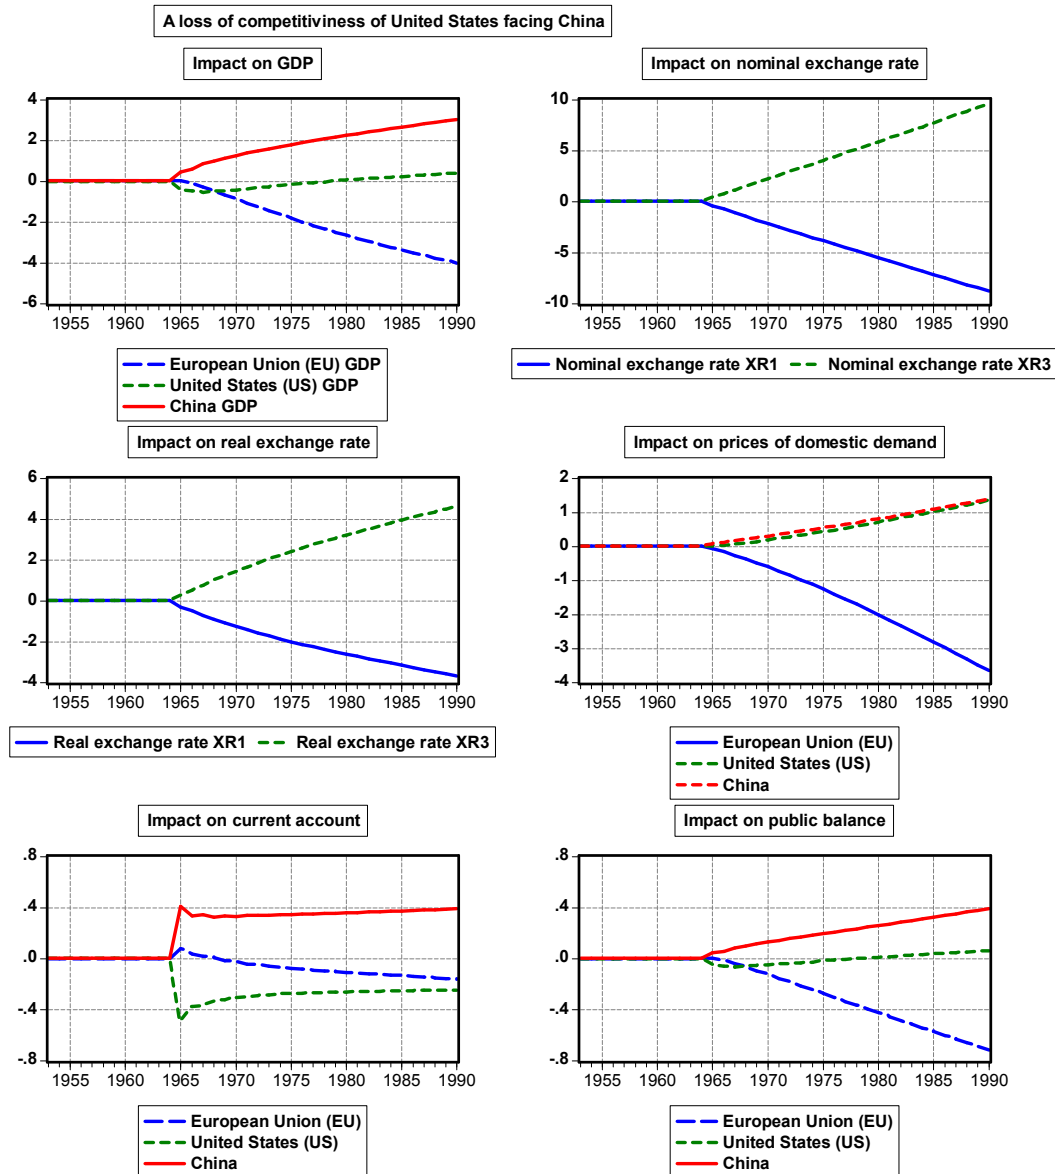 A loss of competitiviness of United States facing China
Impact on GDP
4
2
0
-2
-4
-6
1955 1960 1965 1970 1975 1980 1985 1990
European Union (EU) GDP
United States (US) GDP
China GDP
Impact on nominal exchange rate
10
5
0
-5
-10
1955 1960 1965 1970 1975 1980 1985 1990
Nominal exchange rate XR1 Nominal exchange rate XR3
Impact on real exchange rate
6
4
2
0
-2
-4
1955 1960 1965 1970 1975 1980 1985 1990
Real exchange rate XR1 Real exchange rate XR3
Impact on prices of domestic demand
2
1
0
-1
-2
-3
-4
1955 1960 1965 1970 1975 1980 1985 1990
European Union (EU)
United States (US)
China
Impact on current account
.8
.4
.0
-.4
-.8
1955 1960 1965 1970 1975 1980 1985 1990
European Union (EU)
United States (US)
China
Impact on public balance
.8
.4
.0
-.4
-.8
1955 1960 1965 1970 1975 1980 1985 1990
European Union (EU)
United States (US)
China